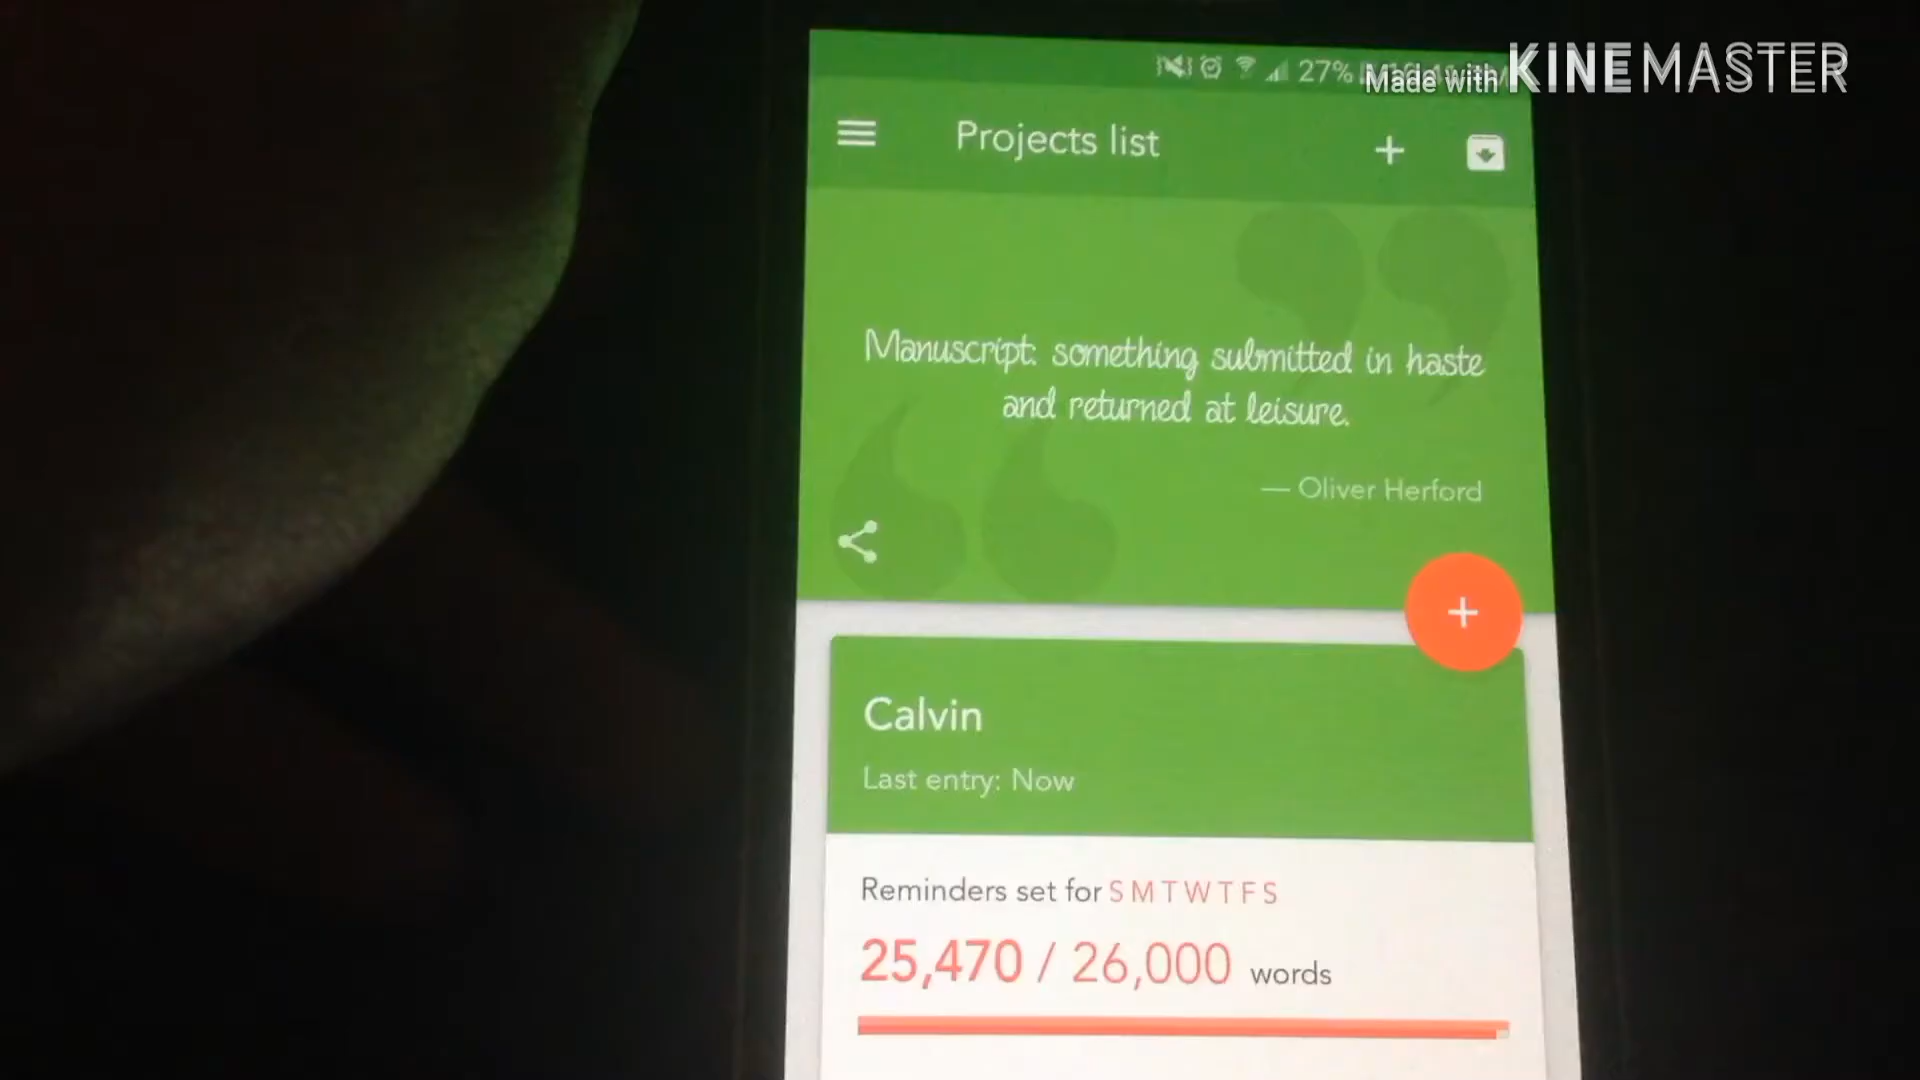 27%
Made with KINEMASTER
Projects list
Manuscript: something submitted in haste
and returned at leisure.
— Oliver Herford
Calvin
Last entry: Now
Reminders set for S M T W T F S
25,470 / 26,000 words